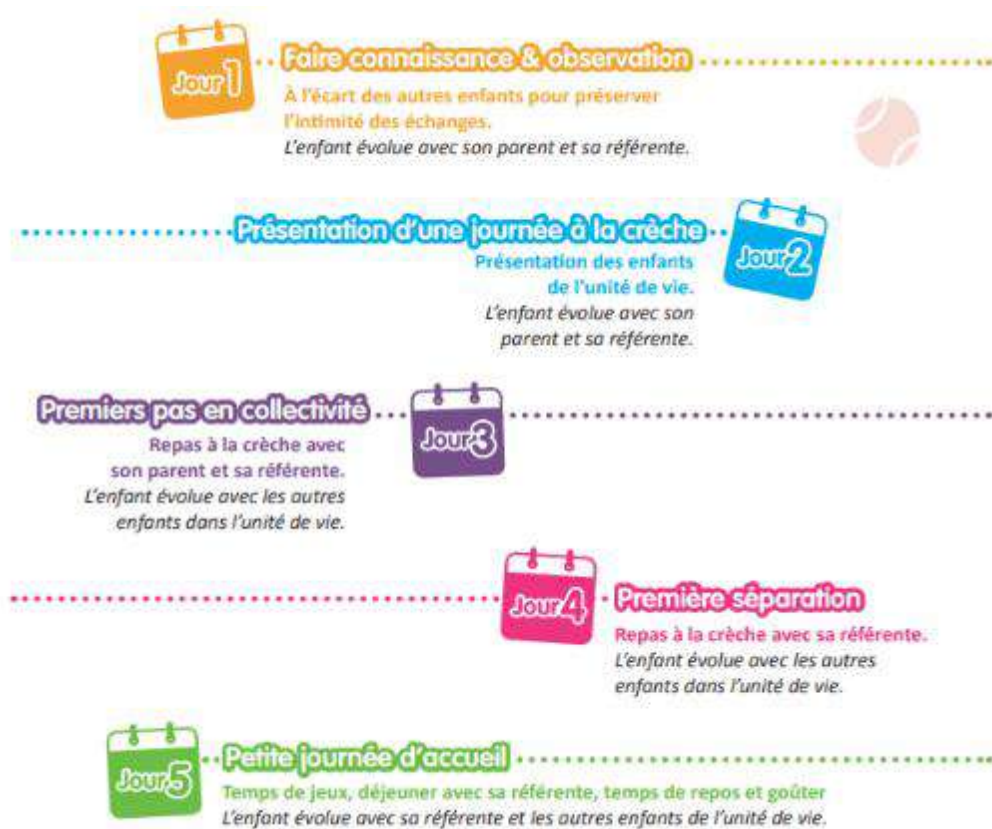 Jour 1
Faire connaissance & observation
À l'écart des autres enfants pour préserver
l'intimité des échanges.
L'enfant évolue avec son parent et sa référente.
Présentation d'une journée à la crèche
Jour 2
Présentation des enfants
de l'unité de vie.
L'enfant évolue avec son
parent et sa référente.
Premiers pas en collectivité
Jour 3
Repas à la crèche avec
son parent et sa référente.
L'enfant évolue avec les autres
enfants dans l'unité de vie.
Jour 4
Première séparation
Repas à la crèche avec sa référente.
L'enfant évolue avec les autres
enfants dans l'unité de vie.
Jour 5
Petite journée d'accueil
Temps de jeux, déjeuner avec sa référente, temps de repos et goûter
L'enfant évolue avec sa référente et les autres enfants de l'unité de vie.